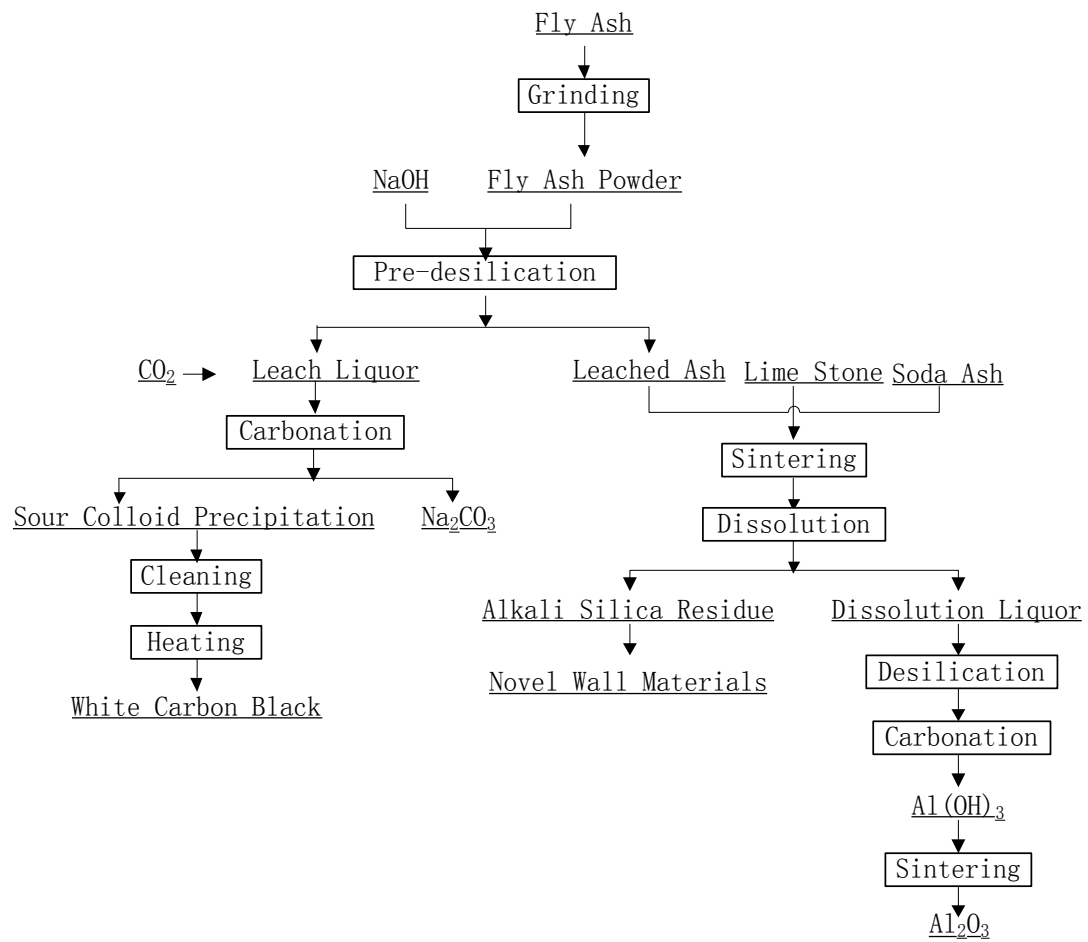 Fly Ash
Grinding
NaOH
Fly Ash Powder
Pre-desilication
CO₂
Leach Liquor
Leached Ash
Lime Stone
Soda Ash
Carbonation
Sintering
Sour Colloid Precipitation
Na₂CO₃
Dissolution
Cleaning
Alkali Silica Residue
Dissolution Liquor
Heating
Desilication
Novel Wall Materials
White Carbon Black
Carbonation
Al(OH)₃
Sintering
Al₂O₃